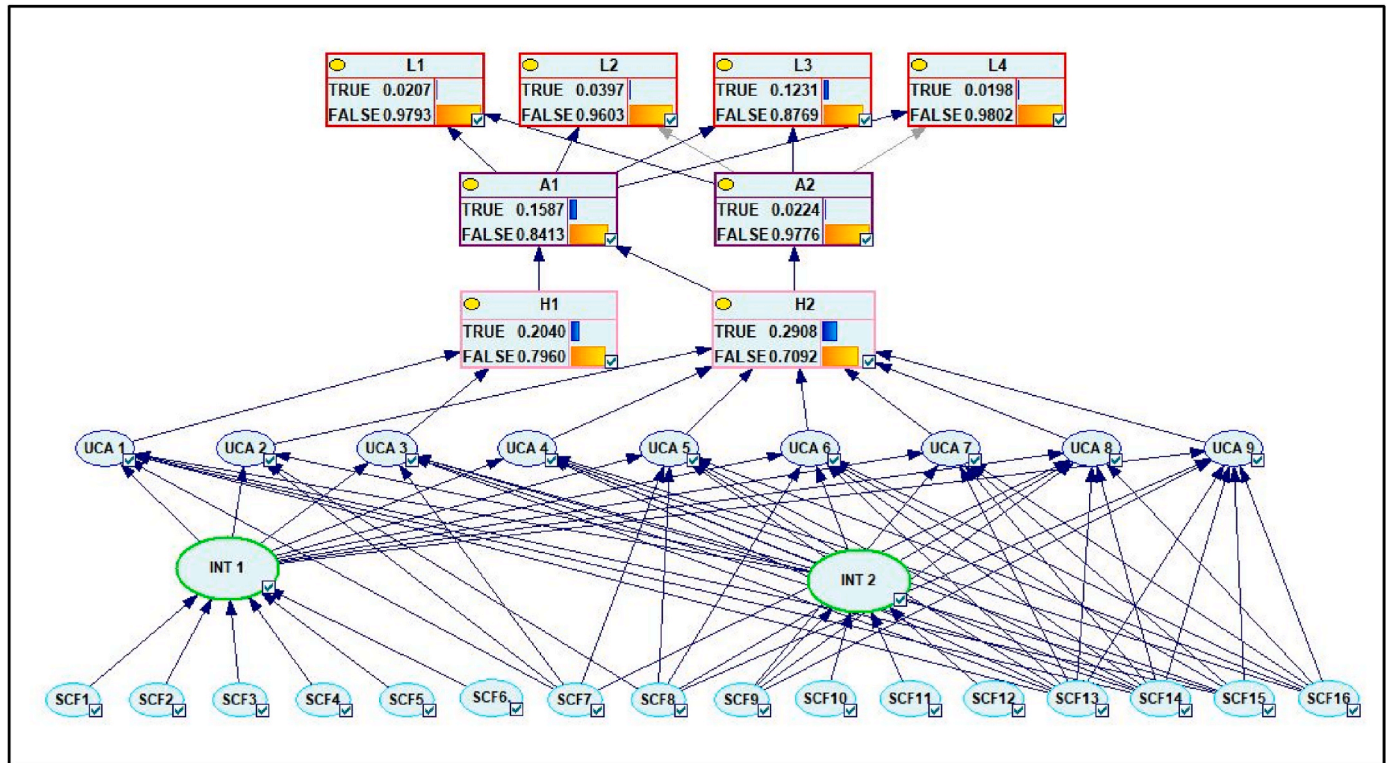 L1 L2 L3 L4
TRUE 0.0207 TRUE 0.0397 TRUE 0.1231 TRUE 0.0198
FALSE 0.9793 FALSE 0.9603 FALSE 0.8769 FALSE 0.9802
A1 A2
TRUE 0.1587 TRUE 0.0224
FALSE 0.8413 FALSE 0.9776
H1 H2
TRUE 0.2040 TRUE 0.2908
FALSE 0.7960 FALSE 0.7092
UCA 1 UCA 2 UCA 3 UCA 4 UCA 5 UCA 6 UCA 7 UCA 8 UCA 9
INT 1 INT 2
SCF1 SCF2 SCF3 SCF4 SCF5 SCF6 SCF7 SCF8 SCF9 SCF10 SCF11 SCF12 SCF13 SCF14 SCF15 SCF16